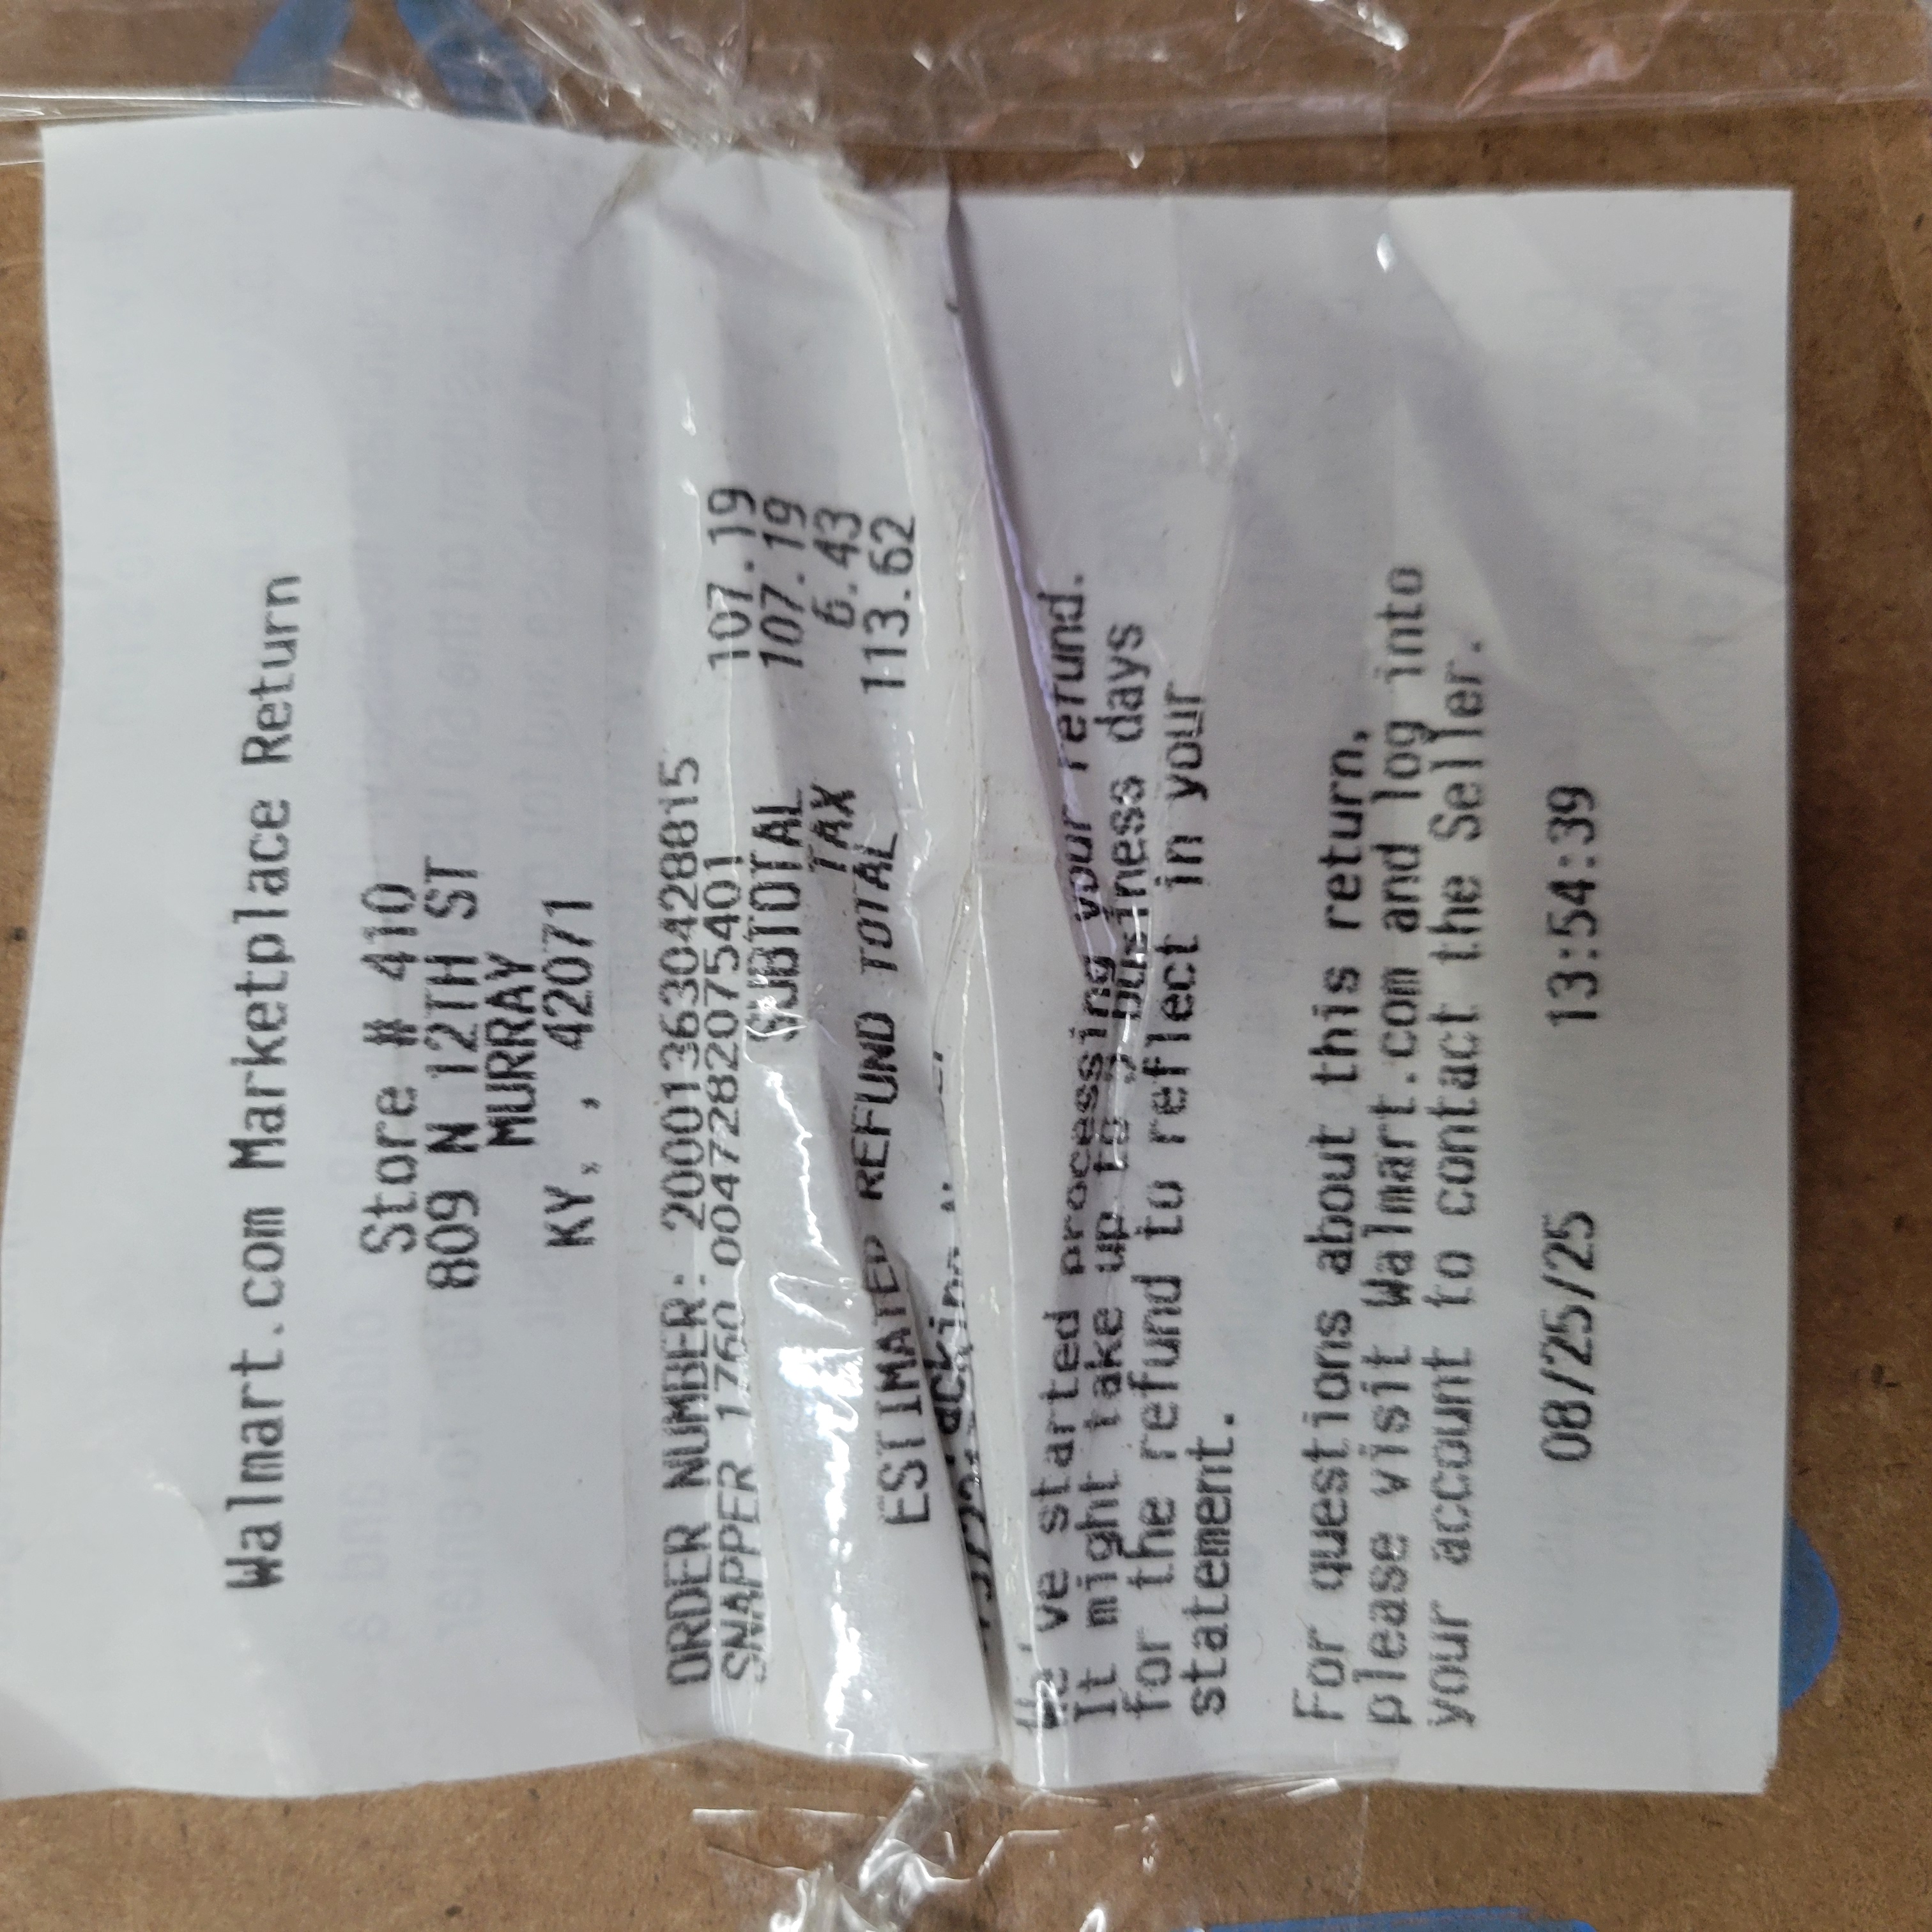 Walmart.com Marketplace Return
Store # 410
809 N 12TH ST
MURRAY
KY, , 42071
ORDER NUMBER: 200013630428815
SNAPPER 1760 0047282075401 107.19
SUBTOTAL 107.19
TAX 6.43
ESTIMATED REFUND TOTAL 113.62
We've started processing your refund.
It might take up to business days
for the refund to reflect in your
statement.
For questions about this return,
please visit Walmart.com and log into
your account to contact the Seller.
08/25/25 13:54:39